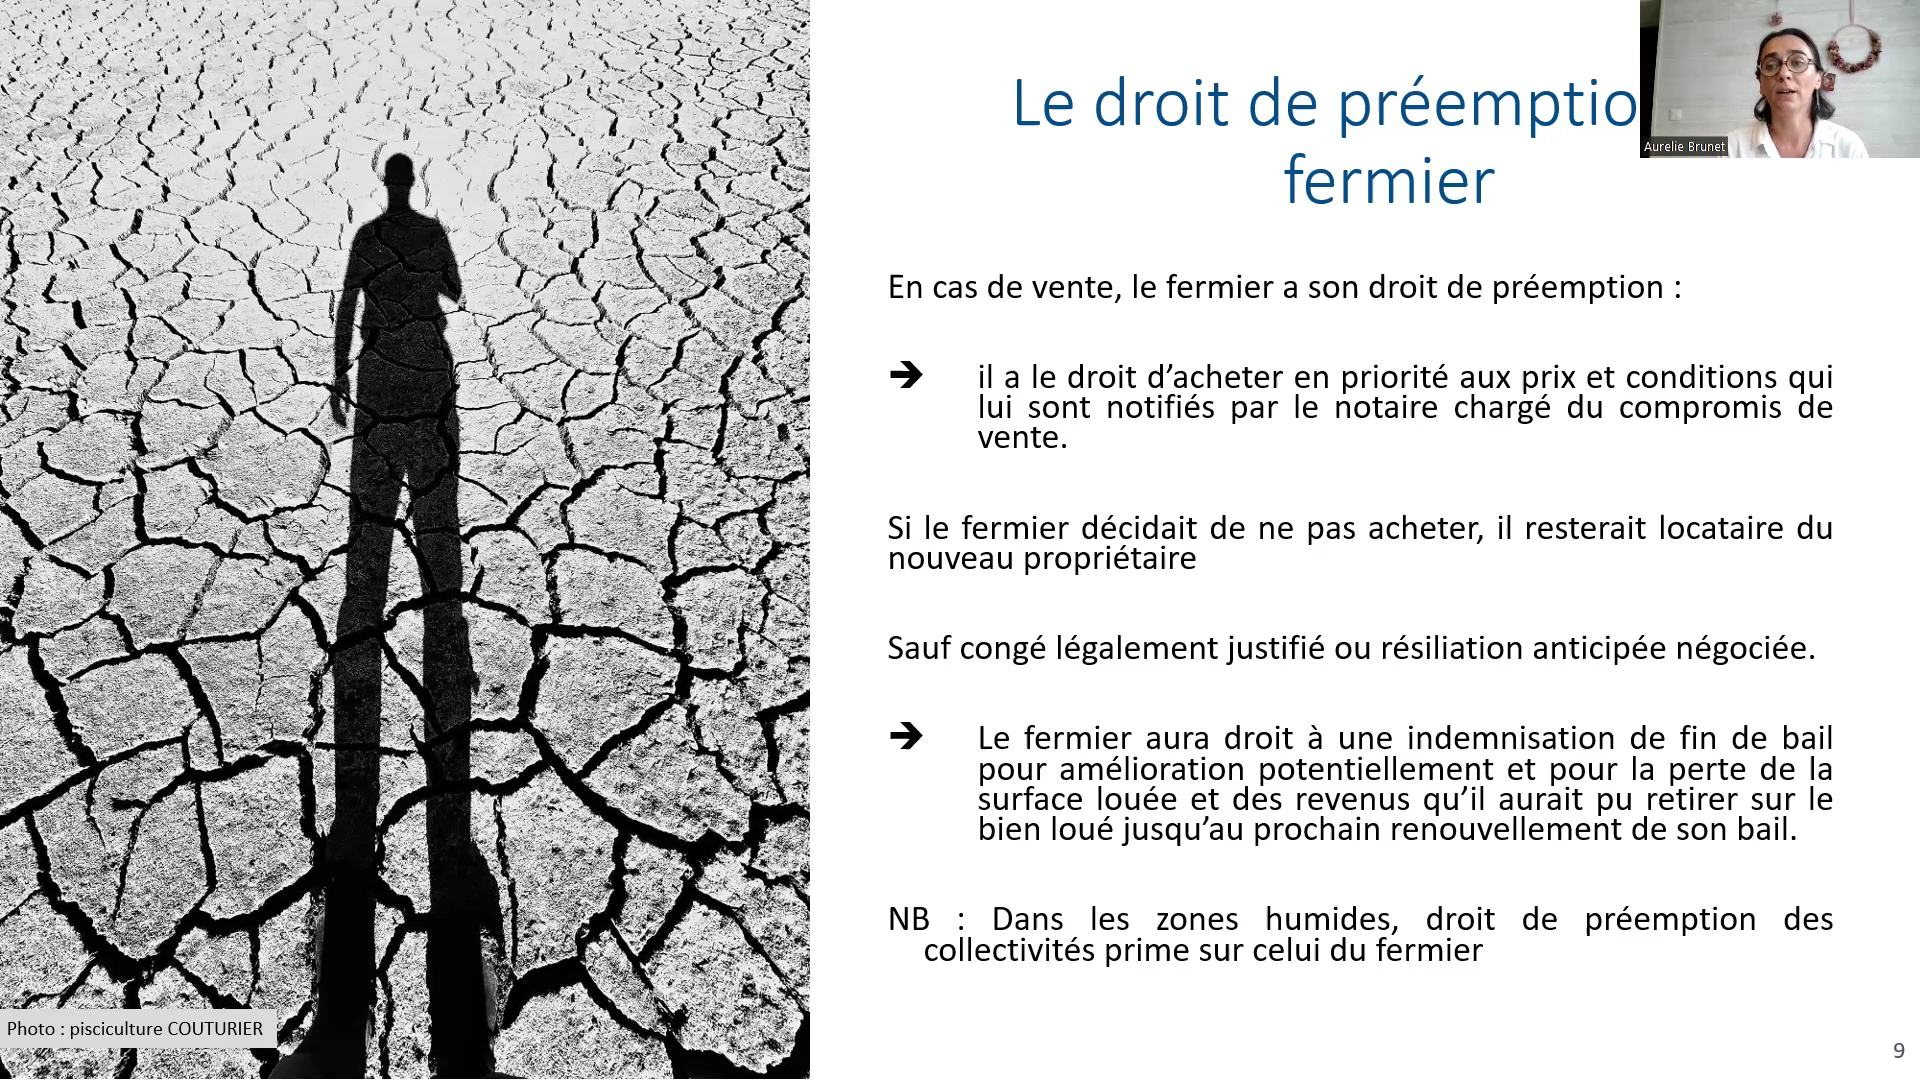 Le droit de préemptio
fermier
Aurelie Brunet
En cas de vente, le fermier a son droit de préemption :
➔ il a le droit d’acheter en priorité aux prix et conditions qui
lui sont notifiés par le notaire chargé du compromis de
vente.
Si le fermier décidait de ne pas acheter, il resterait locataire du
nouveau propriétaire
Sauf congé légalement justifié ou résiliation anticipée négociée.
➔ Le fermier aura droit à une indemnisation de fin de bail
pour amélioration potentiellement et pour la perte de la
surface louée et des revenus qu’il aurait pu retirer sur le
bien loué jusqu’au prochain renouvellement de son bail.
NB : Dans les zones humides, droit de préemption des
collectivités prime sur celui du fermier
Photo : pisciculture COUTURIER
9